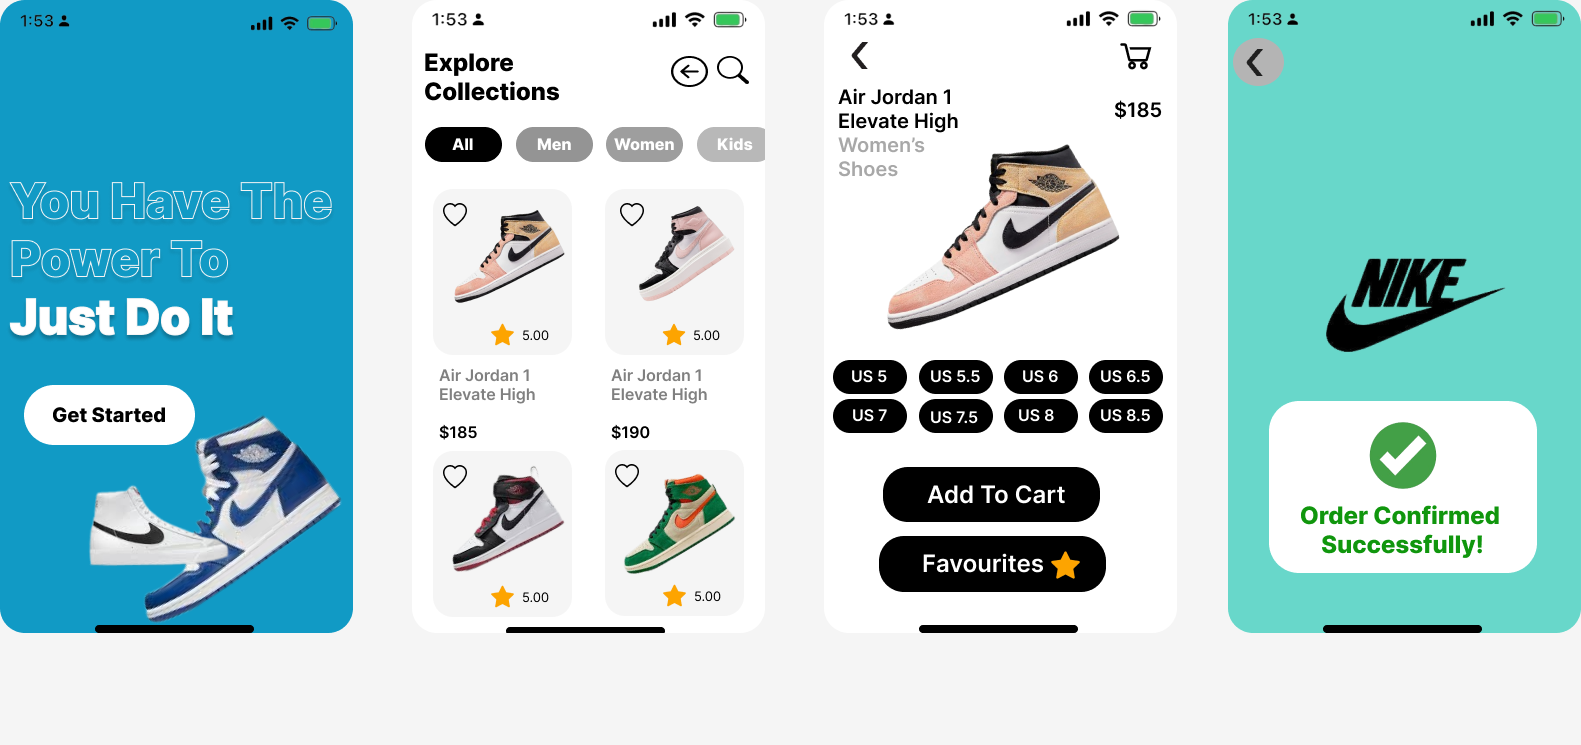 1:53
You Have The
Power To
Just Do It
Get Started
1:53
Explore
Collections
All
Men
Women
Kids
5.00
5.00
Air Jordan 1
Elevate High
$185
Air Jordan 1
Elevate High
$190
5.00
5.00
1:53
Air Jordan 1
Elevate High
Women's
Shoes
$185
US 5
US 5.5
US 6
US 6.5
US 7
US 7.5
US 8
US 8.5
Add To Cart
Favourites
1:53
NIKE
Order Confirmed
Successfully!